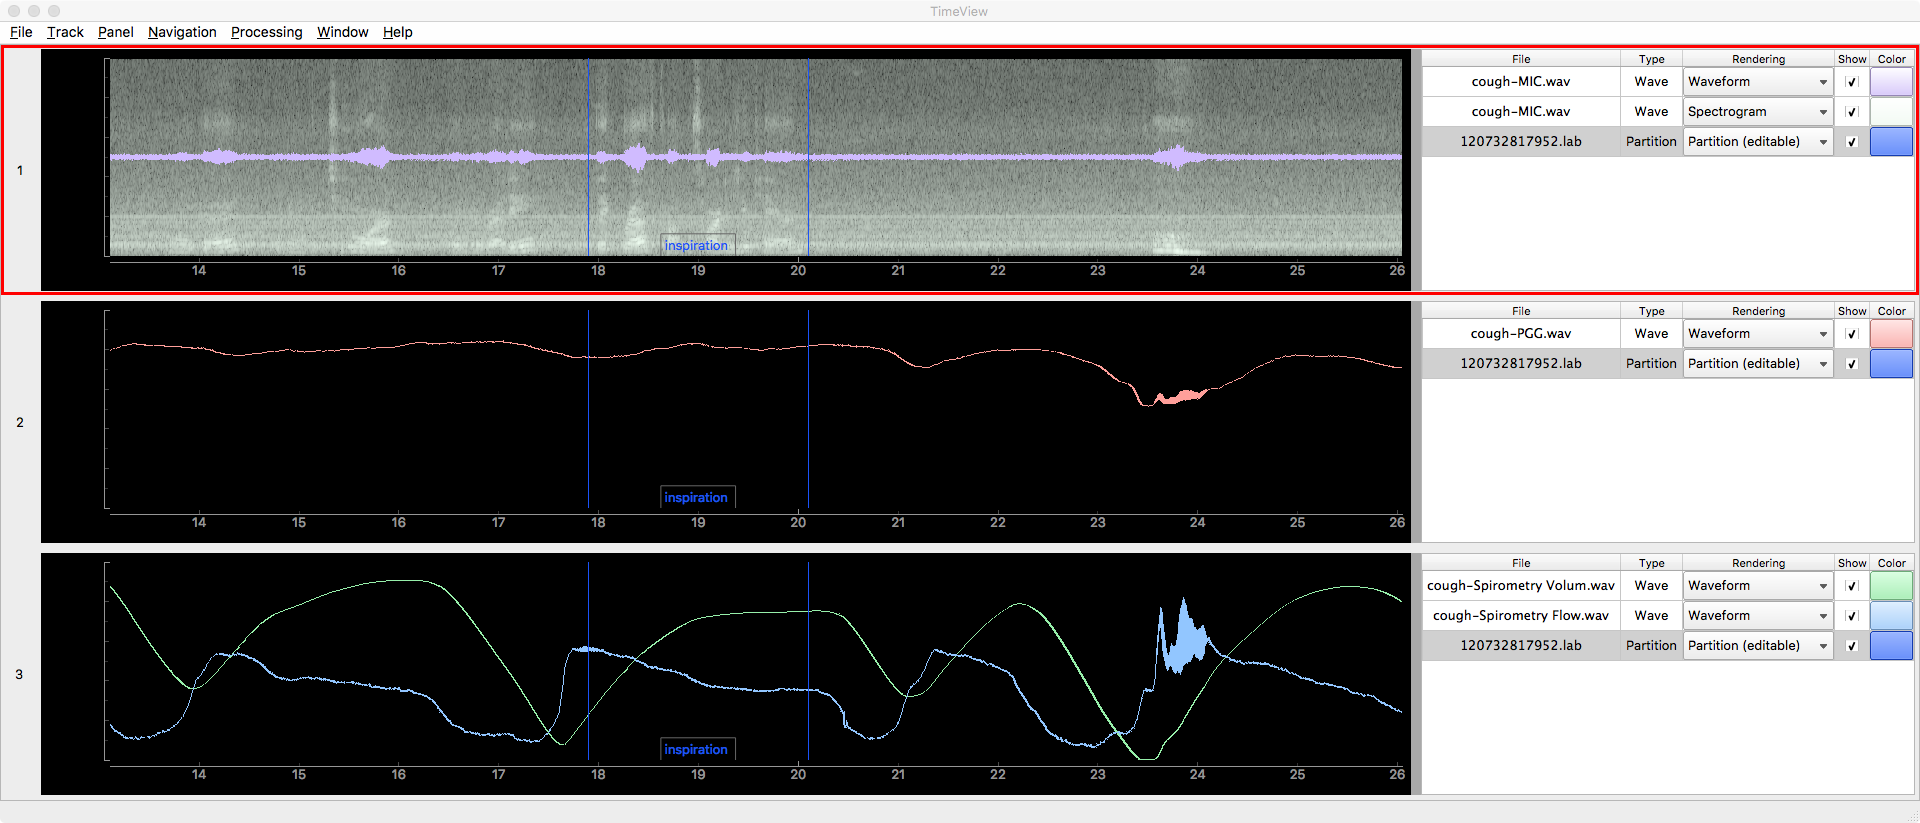 TimeView
File Track Panel Navigation Processing Window Help
1
inspiration
14 15 16 17 18 19 20 21 22 23 24 25 26
File Type Rendering Show Color
cough-MIC.wav Wave Waveform
cough-MIC.wav Wave Spectrogram
120732817952.lab Partition Partition (editable)
2
inspiration
14 15 16 17 18 19 20 21 22 23 24 25 26
File Type Rendering Show Color
cough-PGG.wav Wave Waveform
120732817952.lab Partition Partition (editable)
3
inspiration
14 15 16 17 18 19 20 21 22 23 24 25 26
File Type Rendering Show Color
cough-Spirometry Volum.wav Wave Waveform
cough-Spirometry Flow.wav Wave Waveform
120732817952.lab Partition Partition (editable)